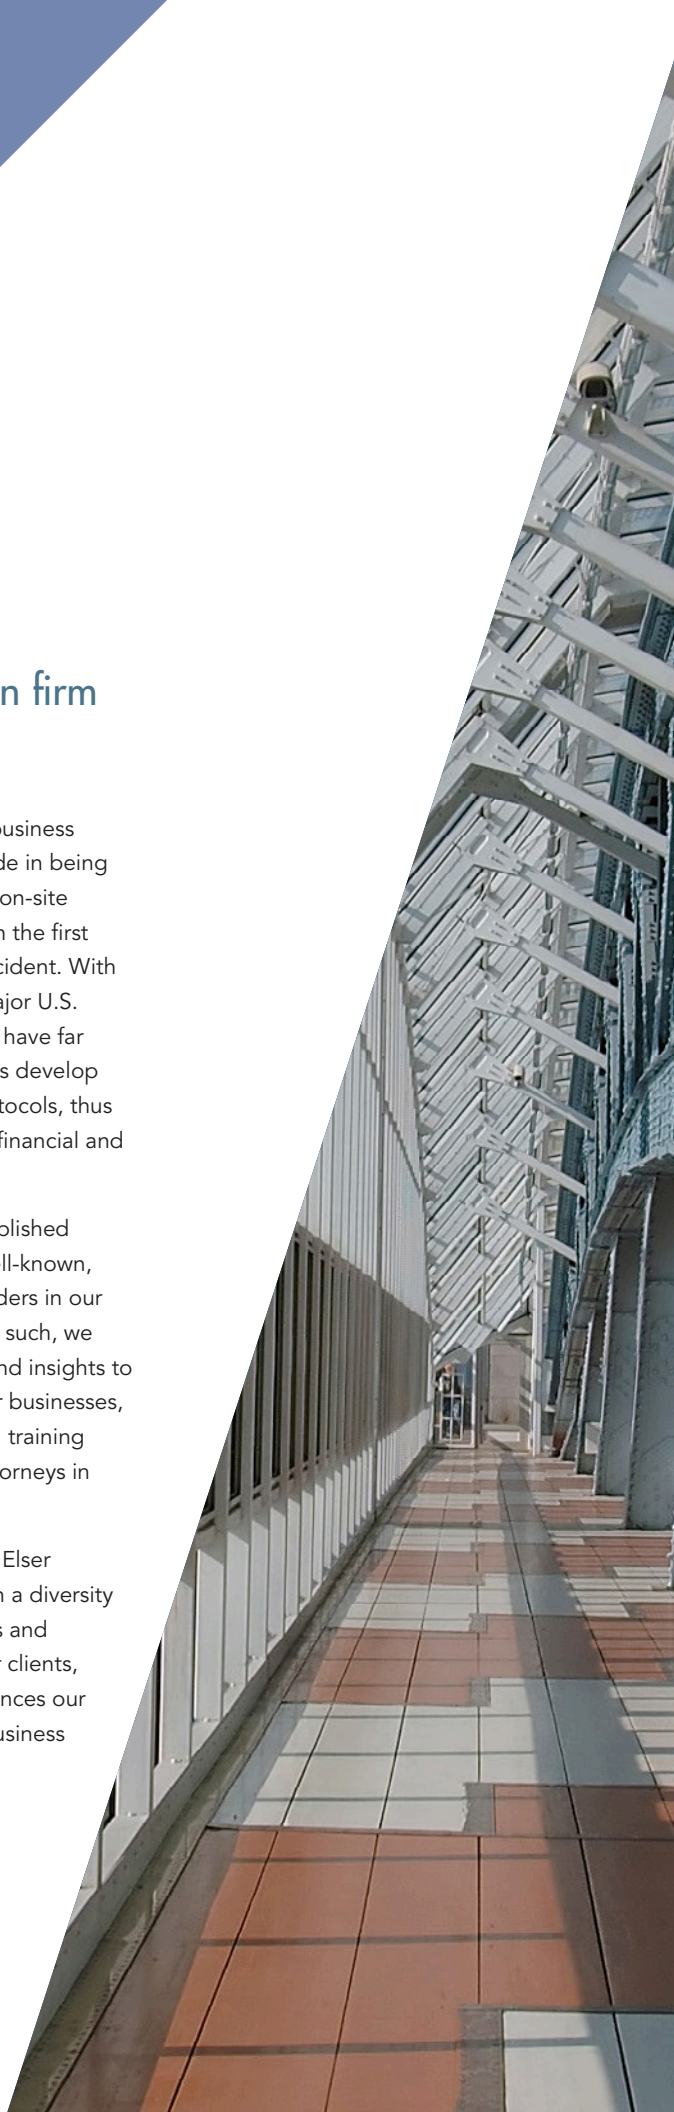 n firm
usiness
de in being
on-site
n the first
cident. With
ajor U.S.
have far
s develop
tocols, thus
financial and
blished
ll-known,
ders in our
such, we
nd insights to
r businesses,
training
orneys in
Elser
n a diversity
s and
r clients,
nces our
usiness